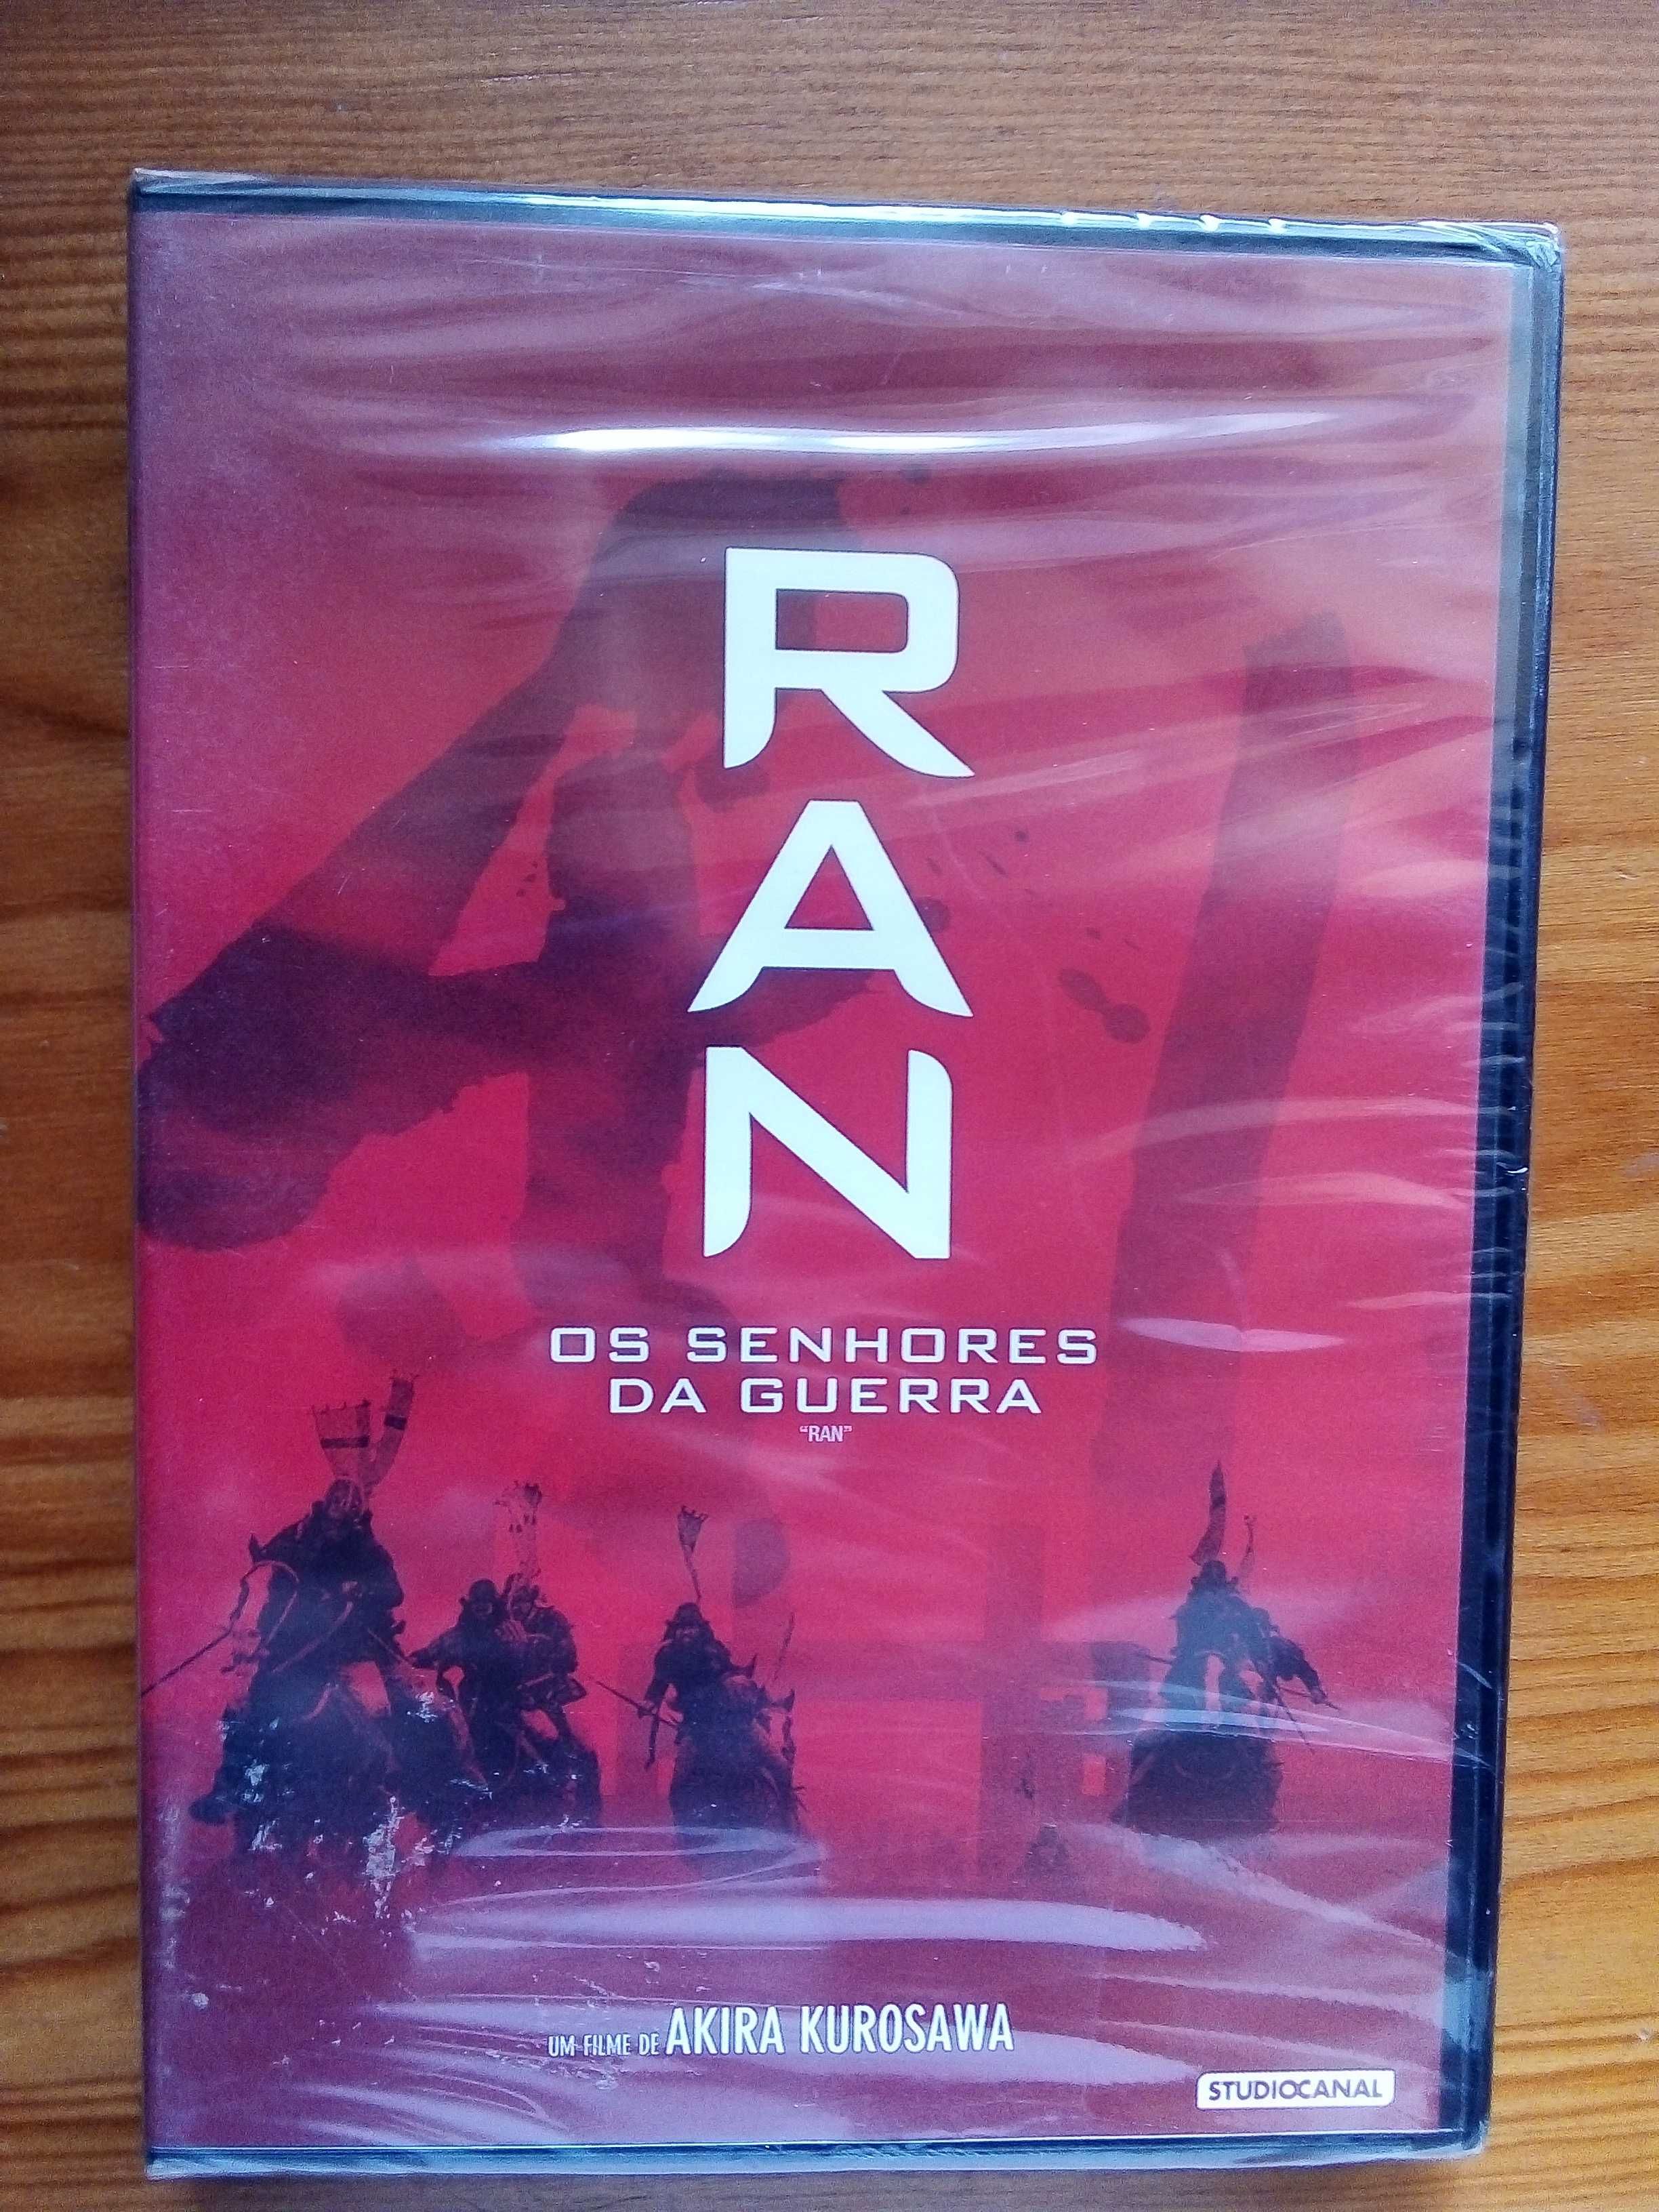 RAN
OS SENHORES
DA GUERRA
"RAN"
UM FILME DE AKIRA KUROSAWA
STUDIOCANAL